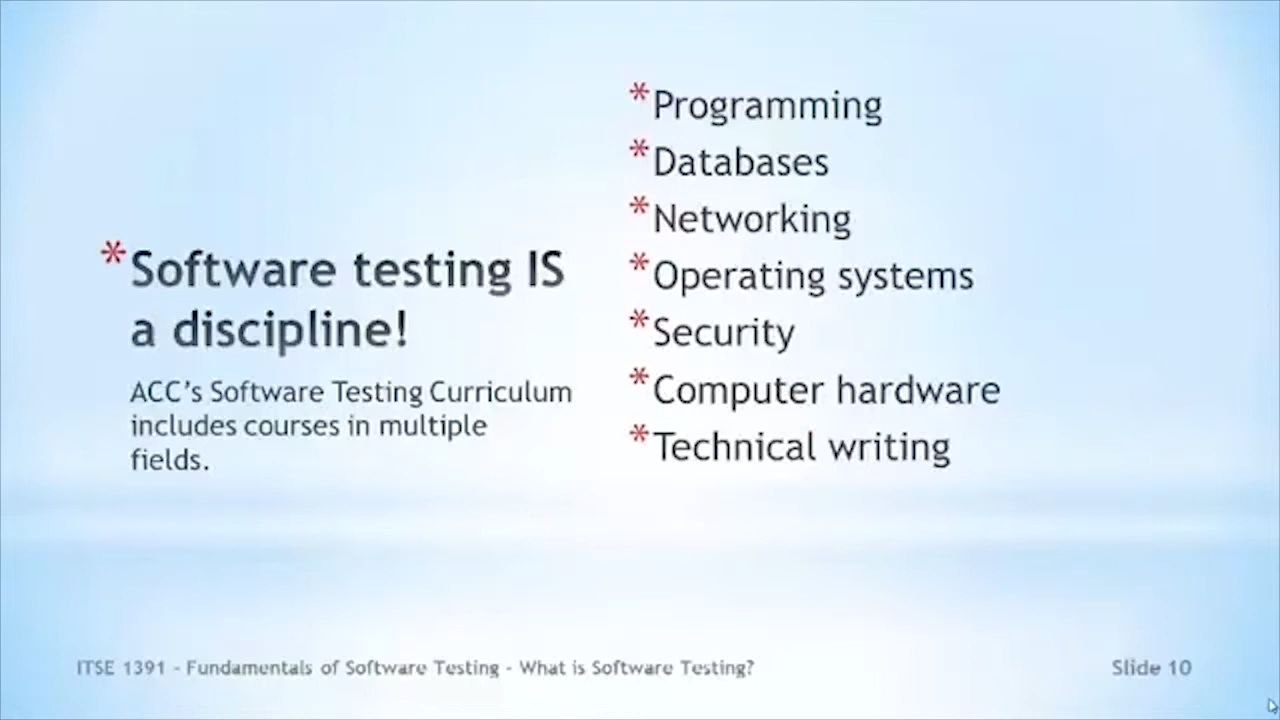 * Software testing IS
a discipline!
ACC’s Software Testing Curriculum
includes courses in multiple
fields.
* Programming
* Databases
* Networking
* Operating systems
* Security
* Computer hardware
* Technical writing
ITSE 1391 - Fundamentals of Software Testing - What is Software Testing?
Slide 10